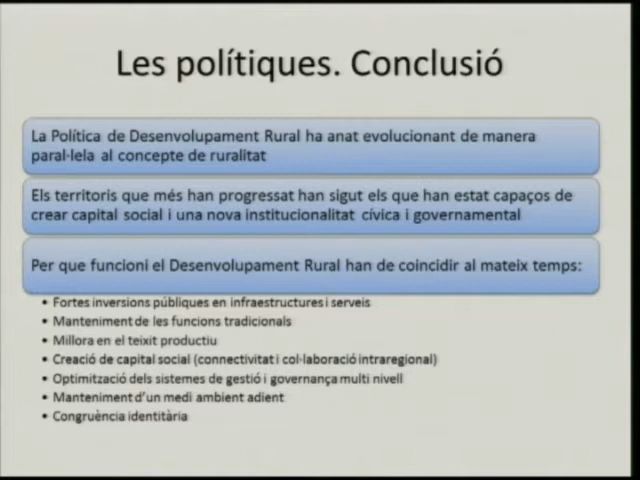 Les polítiques. Conclusió
La Política de Desenvolupament Rural ha anat evolucionant de manera
paral·lela al concepte de ruralitat
Els territoris que més han progressat han sigut els que han estat capaços de
crear capital social i una nova institucionalitat cívica i governamental
Per que funcioni el Desenvolupament Rural han de coincidir al mateix temps:
• Fortes inversions públiques en infraestructures i serveis
• Manteniment de les funcions tradicionals
• Millora en el teixit productiu
• Creació de capital social (connectivitat i col·laboració intraregional)
• Optimització dels sistemes de gestió i governança multi nivell
• Manteniment d'un medi ambient adient
• Congruència identitària